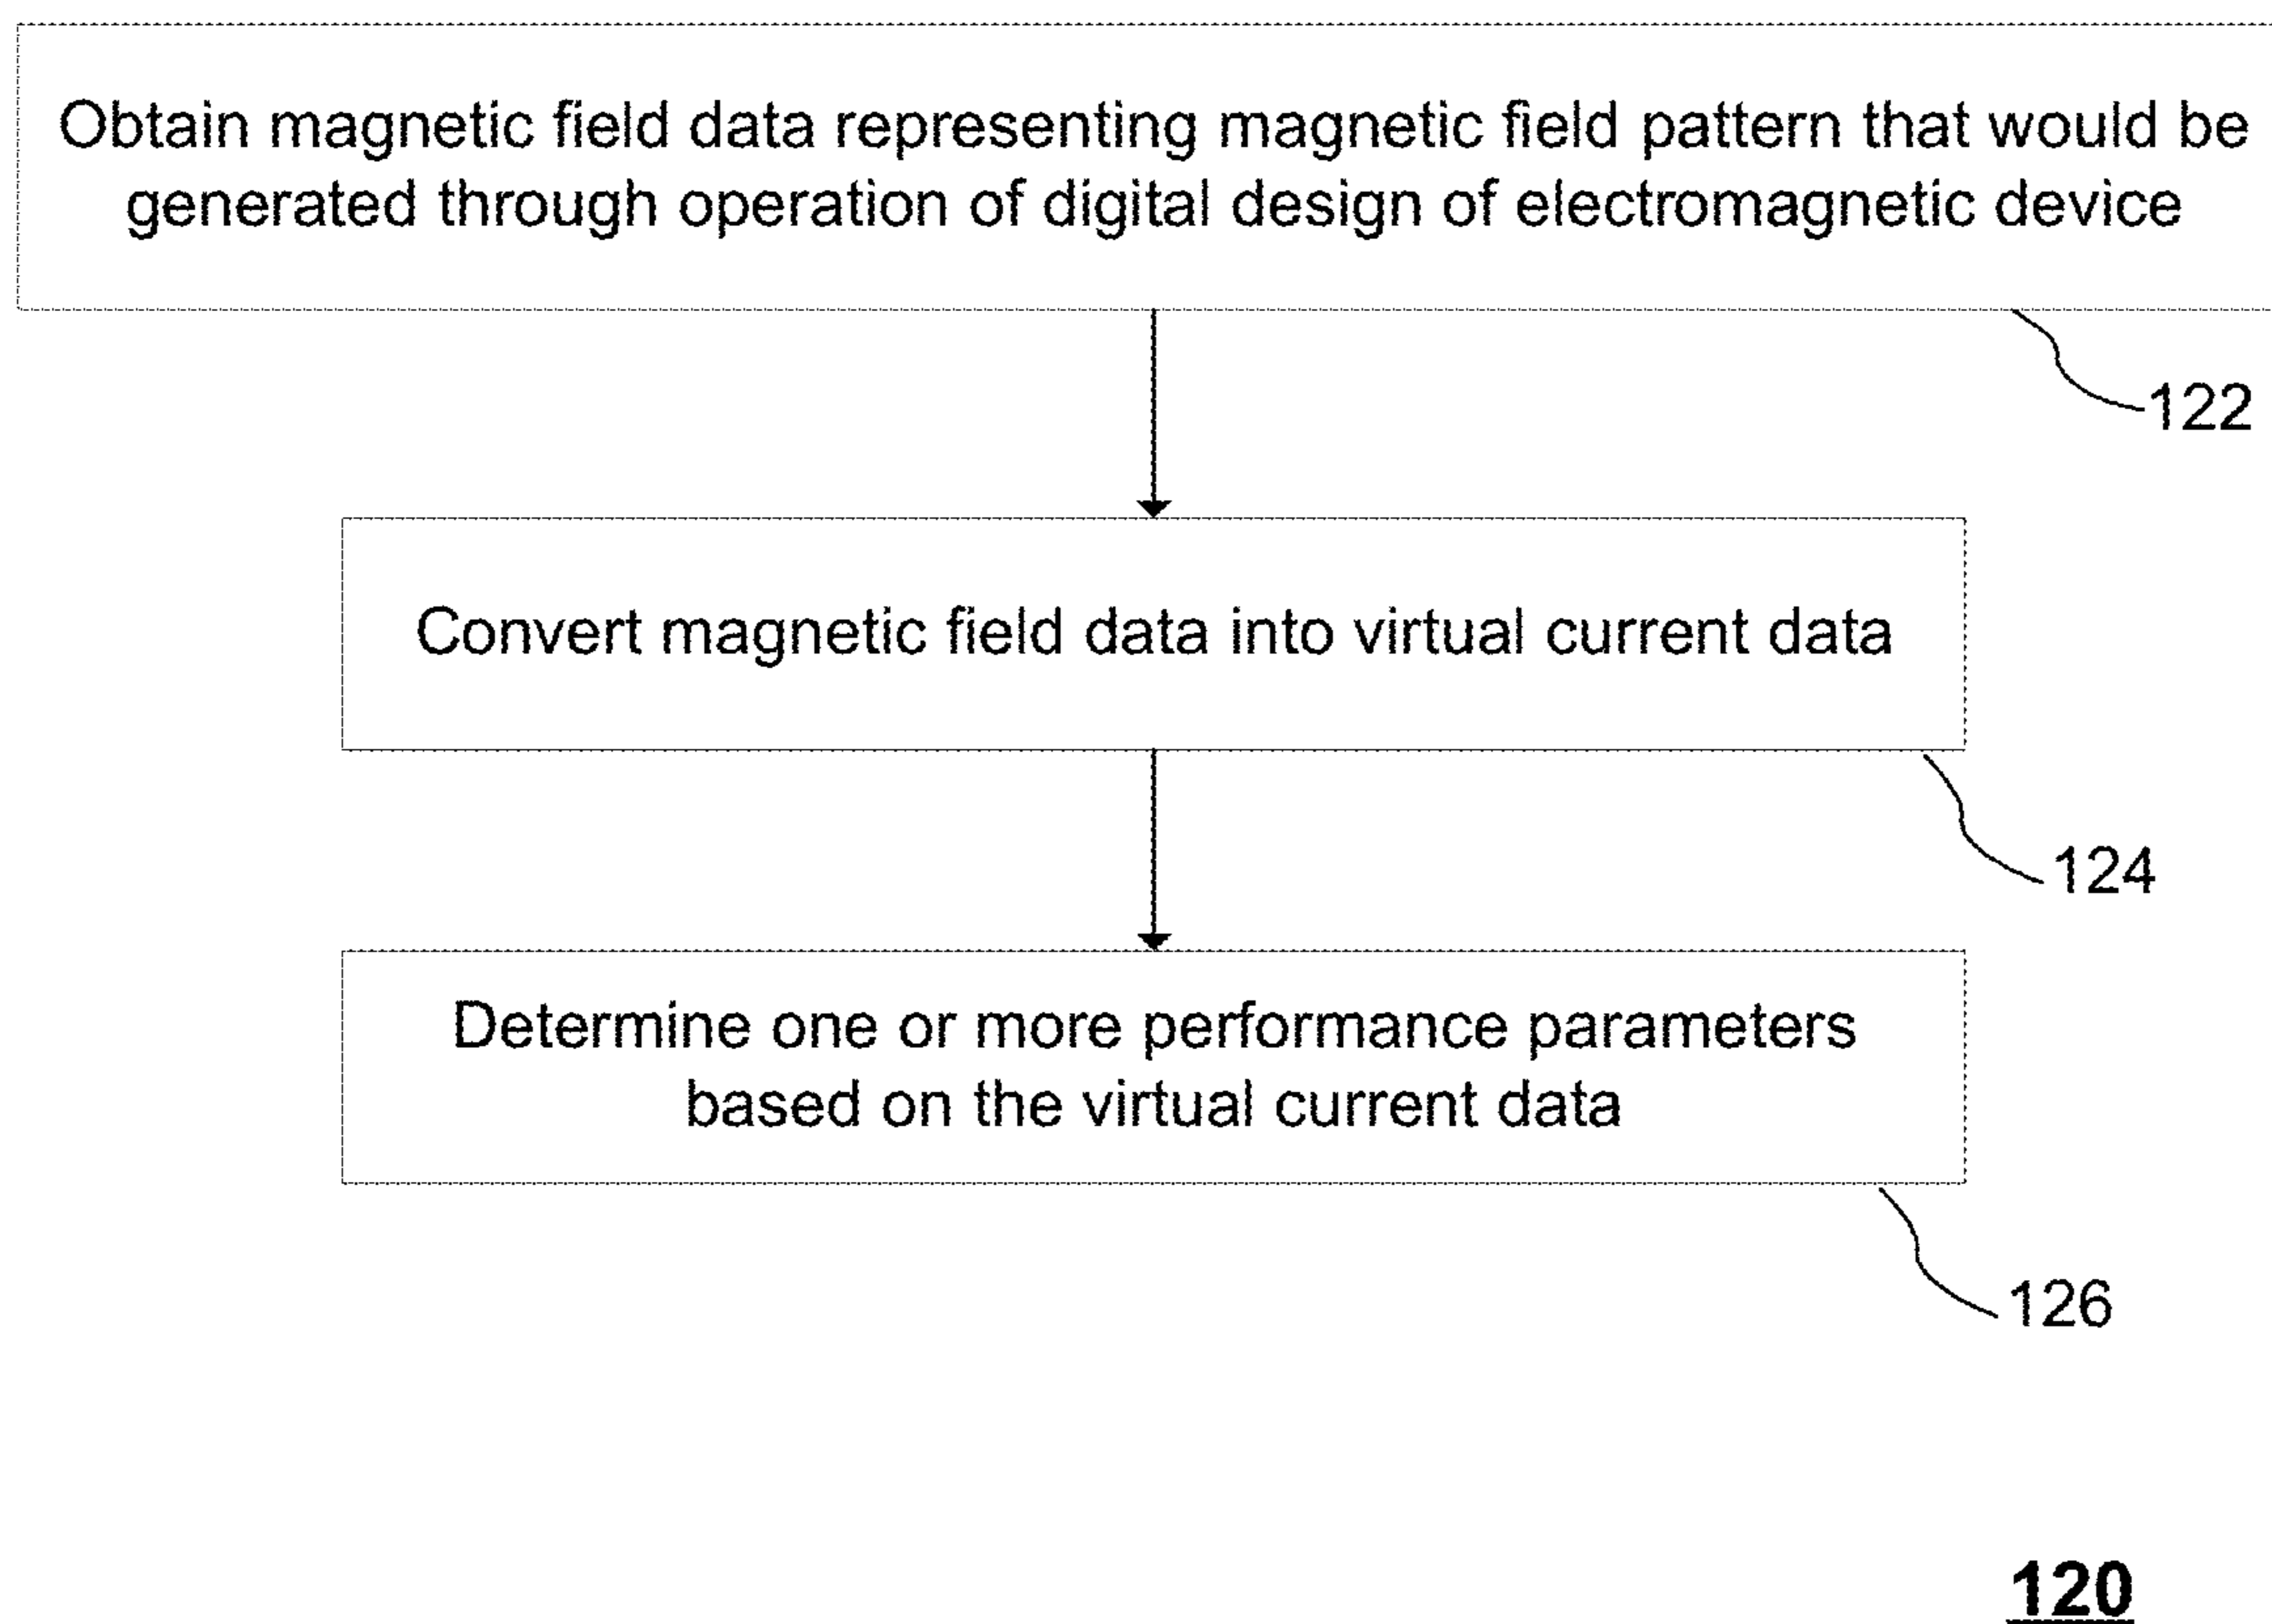 Obtain magnetic field data representing magnetic field pattern that would be
generated through operation of digital design of electromagnetic device
122
Convert magnetic field data into virtual current data
124
Determine one or more performance parameters
based on the virtual current data
126
120